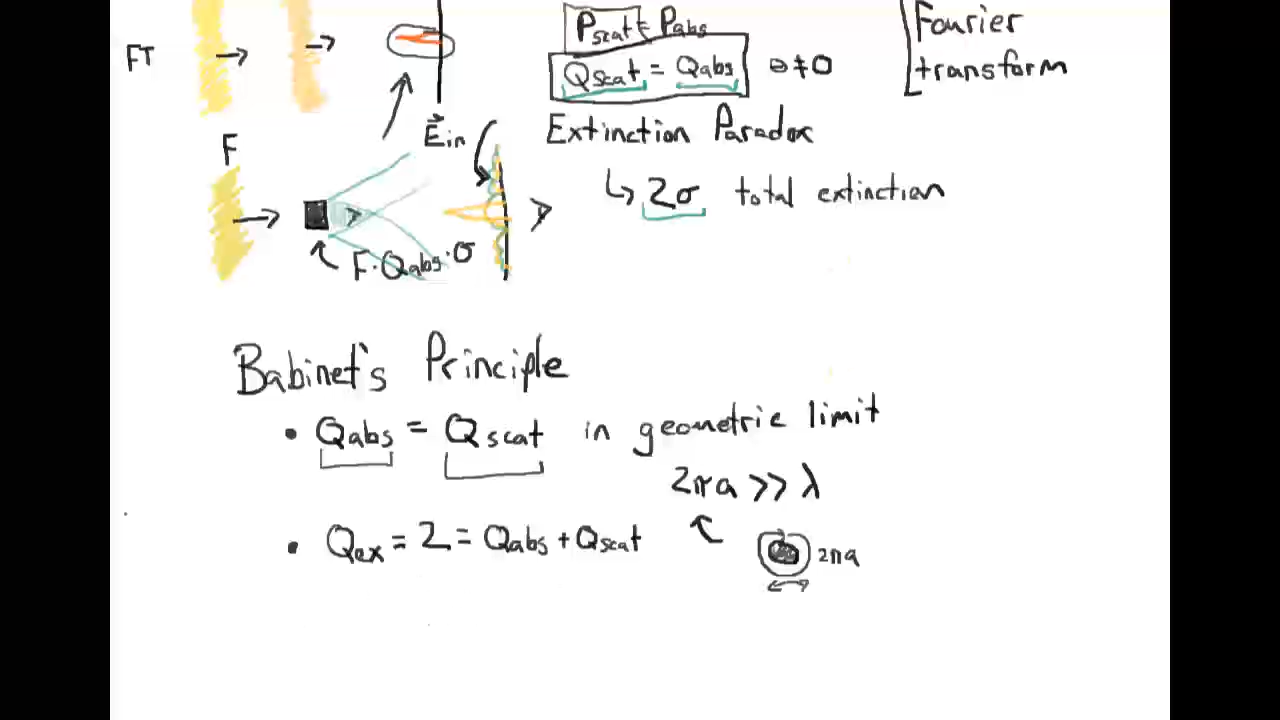 Pscat = Pabs
Fourier
transform
FT
Qscat = Qabs θ≠0
F
E⃗in
Extinction Paradox
↳ 2σ total extinction
F·Qabs·σ
Babinet's Principle
• Qabs = Qscat in geometric limit
2πa >> λ
• Qex = 2 = Qabs + Qscat
2πa